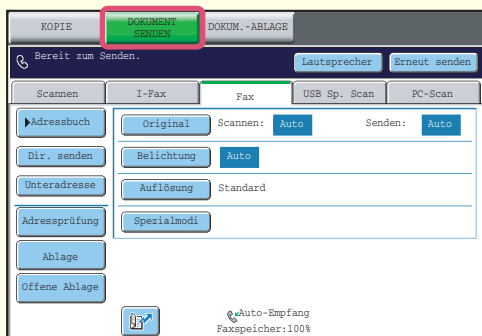 KOPIE
DOKUMENT
SENDEN
DOKUM.-ABLAGE
Bereit zum Senden.
Lautsprecher
Erneut senden
Scannen
I-Fax
Fax
USB Sp. Scan
PC-Scan
Adressbuch
Original
Scannen:
Auto
Senden:
Auto
Dir. senden
Belichtung
Auto
Unteradresse
Auflösung
Standard
Adressprüfung
Spezialmodi
Ablage
Offene Ablage
Auto-Empfang
Faxspeicher:100%